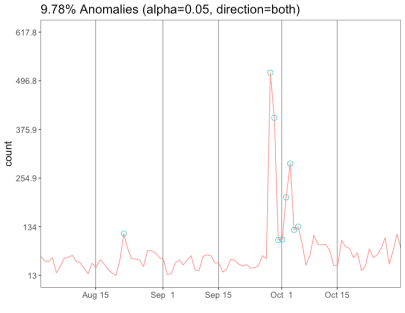 9.78% Anomalies (alpha=0.05, direction=both)
617.8
496.8
375.9
254.9
134
13
count
Aug 15
Sep 1
Sep 15
Oct 1
Oct 15